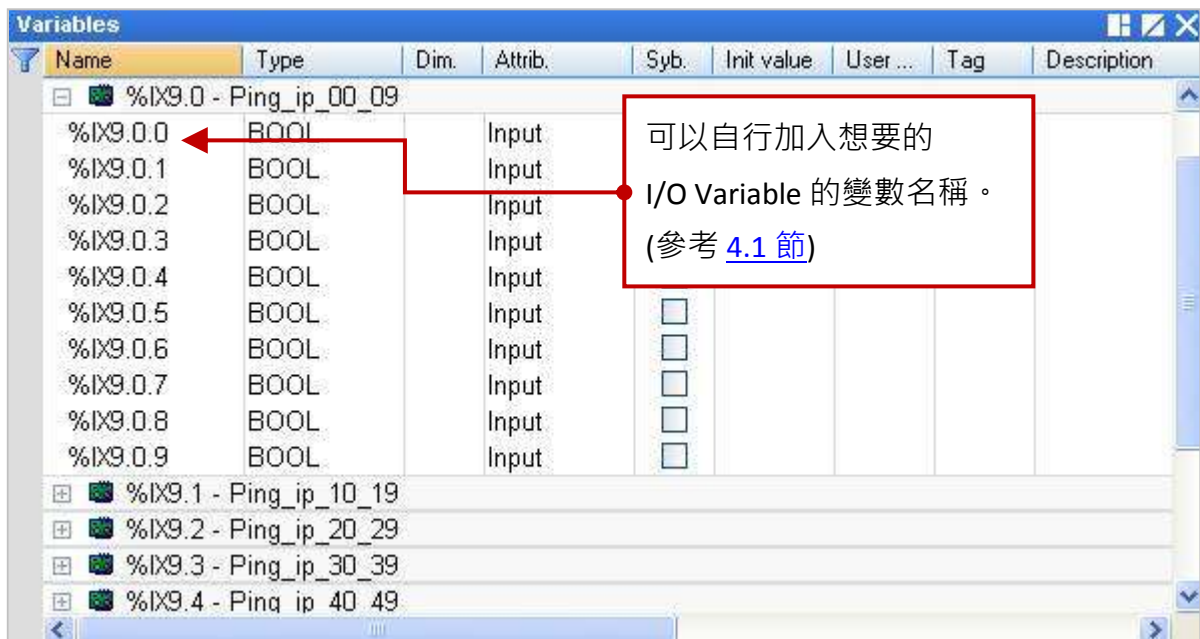 Variables
Name Type Dim. Attrib. Syb. Init value User ... Tag Description
%IX9.0 - Ping_ip_00_09
%IX9.0.0 BOOL Input
%IX9.0.1 BOOL Input
%IX9.0.2 BOOL Input
%IX9.0.3 BOOL Input
%IX9.0.4 BOOL Input
%IX9.0.5 BOOL Input
%IX9.0.6 BOOL Input
%IX9.0.7 BOOL Input
%IX9.0.8 BOOL Input
%IX9.0.9 BOOL Input
%IX9.1 - Ping_ip_10_19
%IX9.2 - Ping_ip_20_29
%IX9.3 - Ping_ip_30_39
%IX9.4 - Ping_ip_40_49
可以自行加入想要的
I/O Variable 的變數名稱。
(參考 4.1 節)